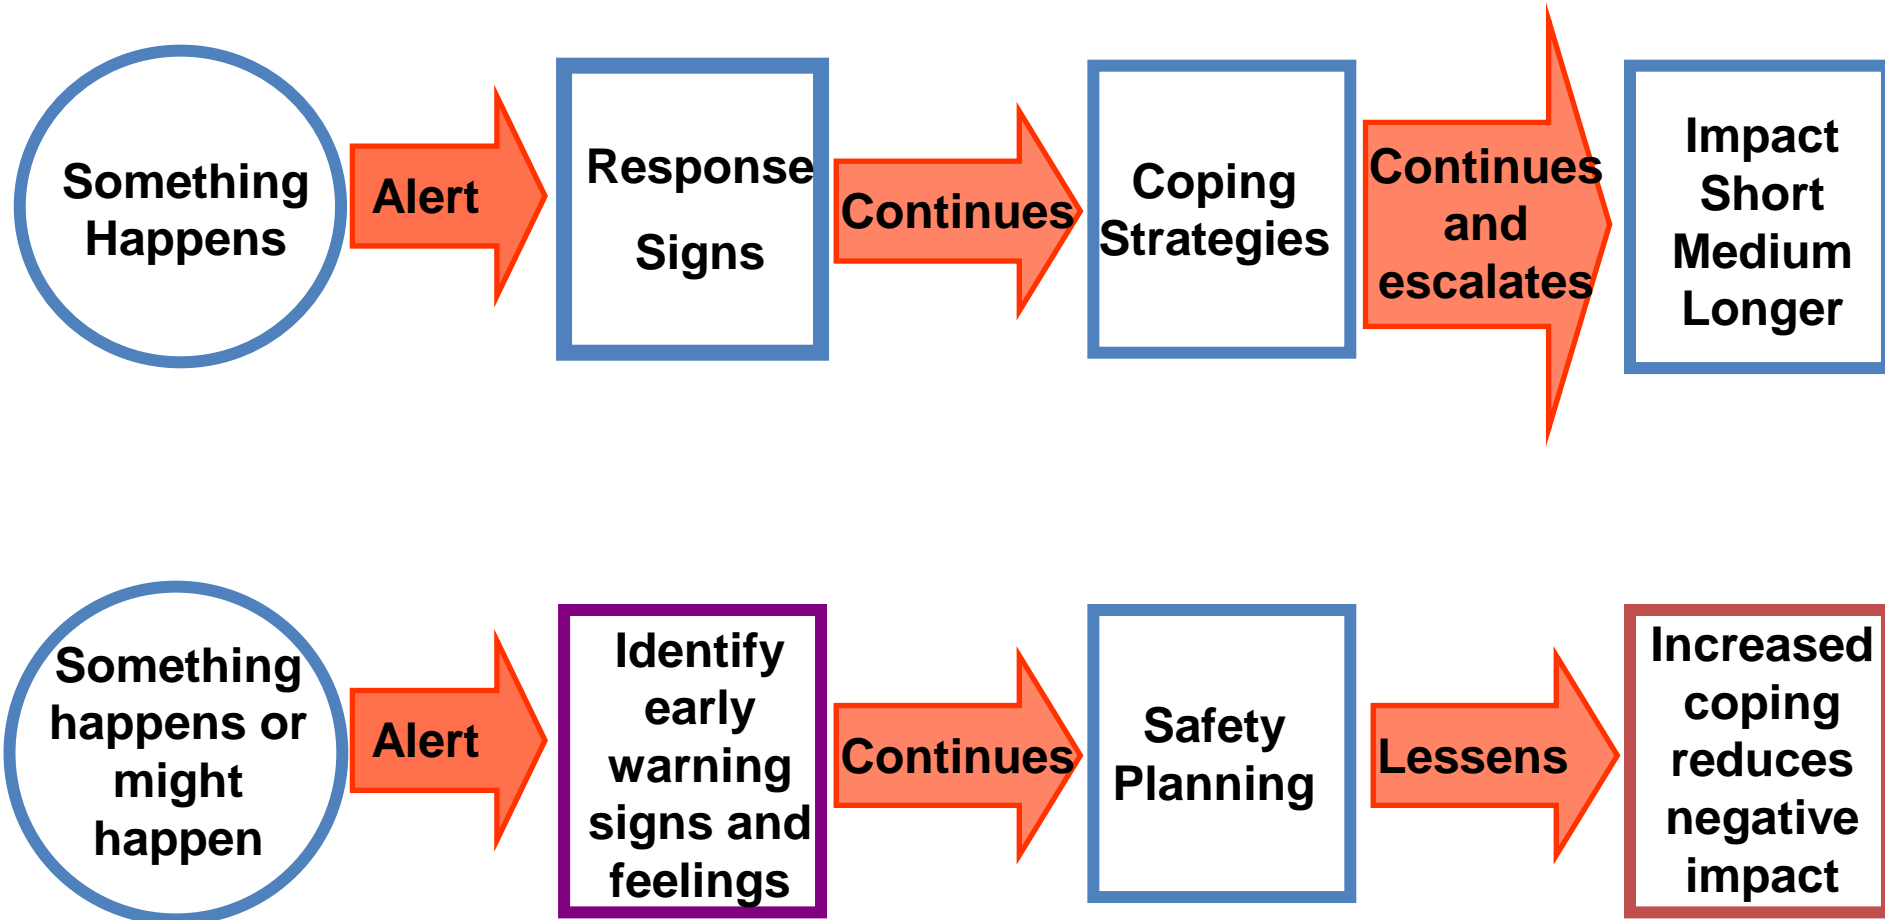 Something
Happens
Alert
Response
Signs
Continues
Coping
Strategies
Continues
and
escalates
Impact
Short
Medium
Longer
Something
happens or
might
happen
Alert
Identify
early
warning
signs and
feelings
Continues
Safety
Planning
Lessens
Increased
coping
reduces
negative
impact